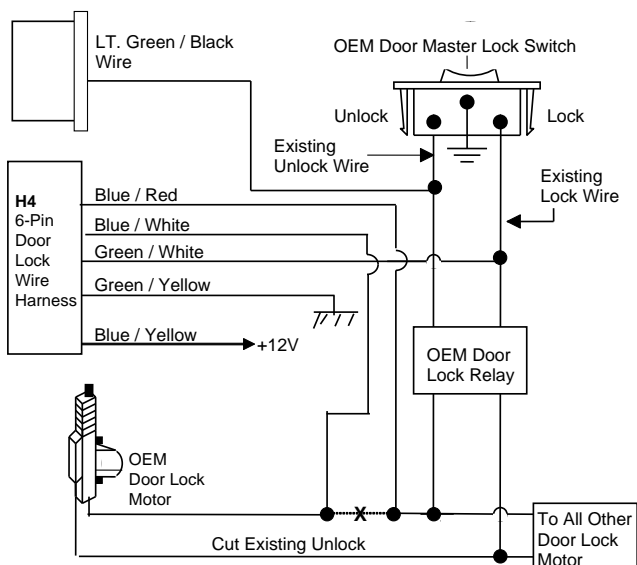 LT. Green / Black
Wire
OEM Door Master Lock Switch
Unlock
Lock
Existing
Unlock Wire
Existing
Lock Wire
H4
6-Pin
Door
Lock
Wire
Harness
Blue / Red
Blue / White
Green / White
Green / Yellow
Blue / Yellow
+12V
OEM Door
Lock Relay
OEM
Door Lock
Motor
X
Cut Existing Unlock
To All Other
Door Lock
Motor